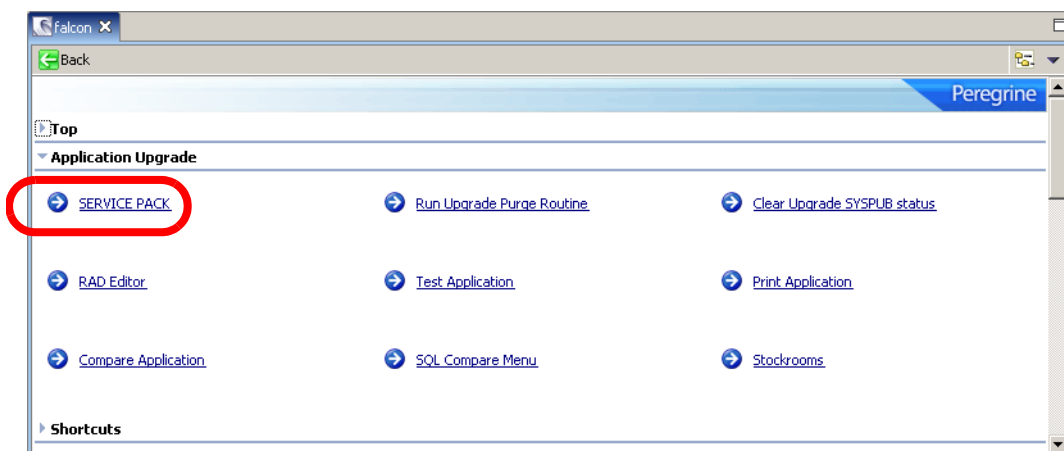 falcon
Back
Peregrine
Top
Application Upgrade
SERVICE PACK Run Upgrade Purge Routine Clear Upgrade SYSPUB status
RAD Editor Test Application Print Application
Compare Application SQL Compare Menu Stockrooms
Shortcuts